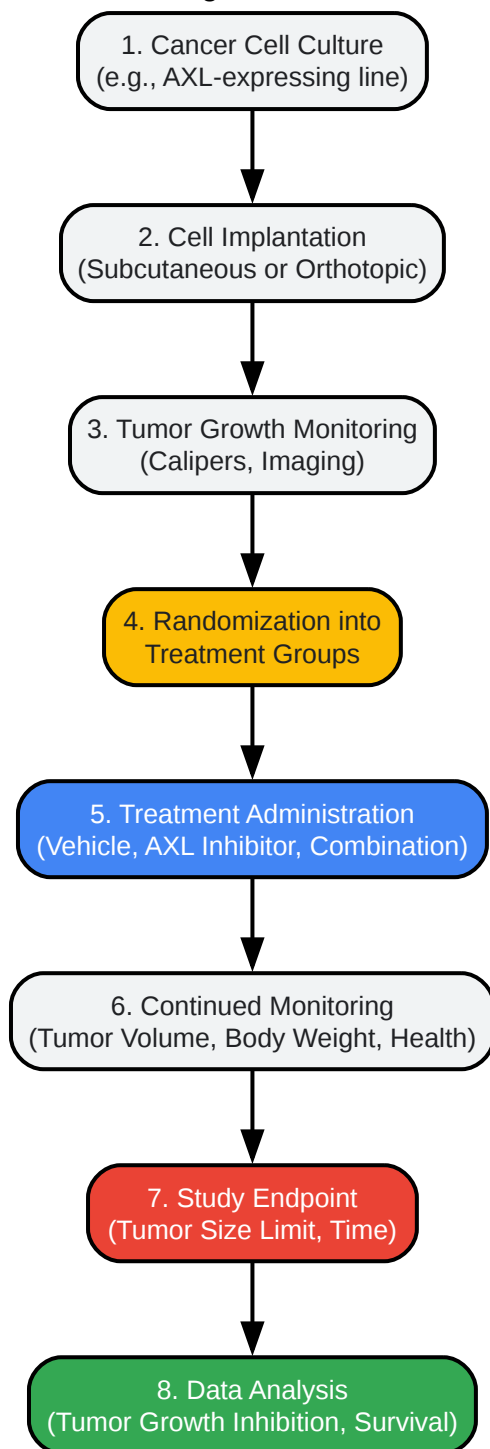 1. Cancer Cell Culture
(e.g., AXL-expressing line)
2. Cell Implantation
(Subcutaneous or Orthotopic)
3. Tumor Growth Monitoring
(Calipers, Imaging)
4. Randomization into
Treatment Groups
5. Treatment Administration
(Vehicle, AXL Inhibitor, Combination)
6. Continued Monitoring
(Tumor Volume, Body Weight, Health)
7. Study Endpoint
(Tumor Size Limit, Time)
8. Data Analysis
(Tumor Growth Inhibition, Survival)